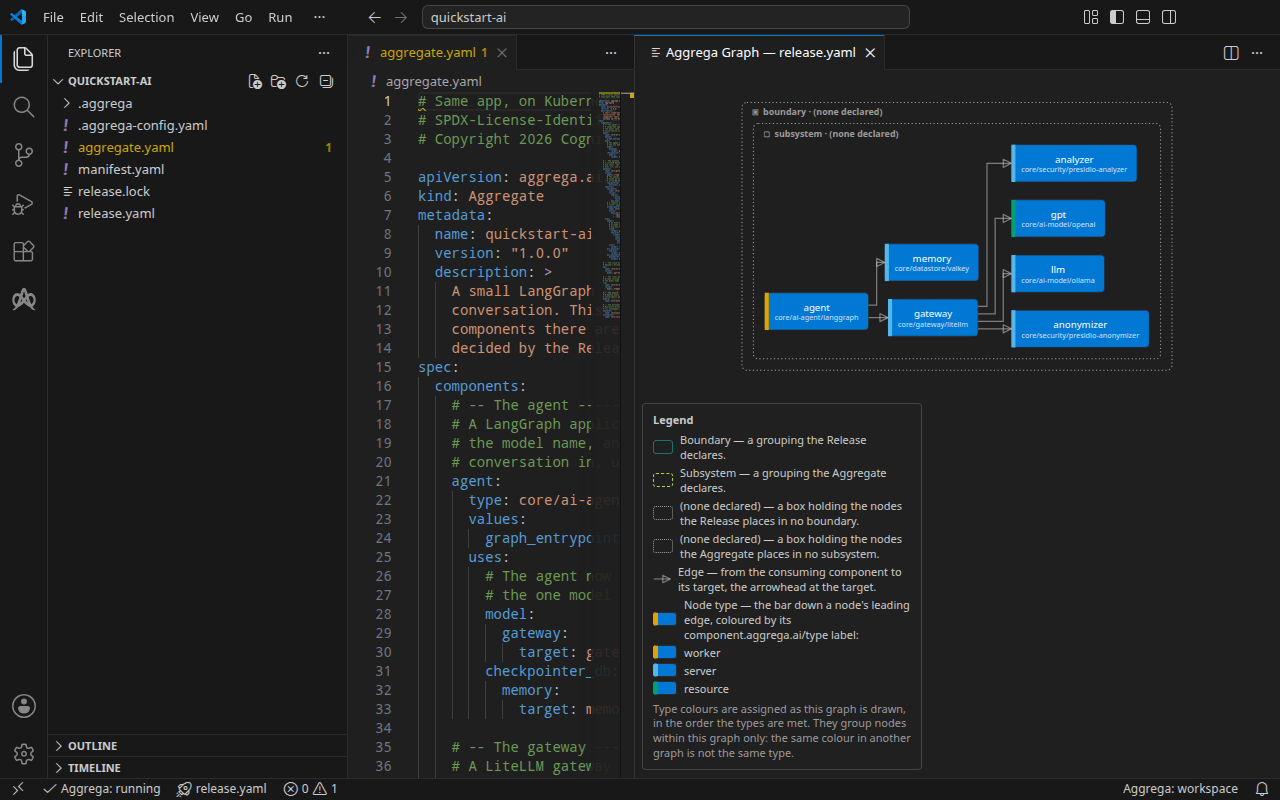 File Edit Selection View Go Run ···
quickstart-ai
EXPLORER
QUICKSTART-AI
.aggrega
.aggrega-config.yaml
aggregate.yaml 1
manifest.yaml
release.lock
release.yaml
OUTLINE
TIMELINE
aggregate.yaml 1
aggregate.yaml
1 # Same app, on Kubern
2 # SPDX-License-Identi
3 # Copyright 2026 Cogn
4
5 apiVersion: aggrega.a
6 kind: Aggregate
7 metadata:
8 name: quickstart-ai
9 version: "1.0.0"
10 description: >
11 A small LangGraph
12 conversation. This
13 components there are
14 decided by the Relea
15 spec:
16 components:
17 # -- The agent -----
18 # A LangGraph applic
19 # the model name, an
20 # conversation in, u
21 agent:
22 type: core/ai-agen
23 values:
24 graph_entrypoint
25 uses:
26 # The agent now
27 # the one mod
28 model:
29 gateway:
30 target: gate
31 checkpointer_db:
32 memory:
33 target: memo
34
35 # -- The gateway ---
36 # A LiteLLM gateway
Aggrega Graph — release.yaml
boundary · (none declared)
subsystem · (none declared)
analyzer
core/security/presidio-analyzer
gpt
core/ai-model/openai
memory
core/datastore/valkey
llm
core/ai-model/ollama
agent
core/ai-agent/langgraph
gateway
core/gateway/litellm
anonymizer
core/security/presidio-anonymizer
Legend
Boundary — a grouping the Release
declares.
Subsystem — a grouping the Aggregate
declares.
(none declared) — a box holding the nodes
the Release places in no boundary.
(none declared) — a box holding the nodes
the Aggregate places in no subsystem.
Edge — from the consuming component to
its target, the arrowhead at the target.
Node type — the bar down a node's leading
edge, coloured by its
component.aggrega.ai/type label:
worker
server
resource
Type colours are assigned as this graph is drawn,
in the order the types are met. They group nodes
within this graph only: the same colour in another
graph is not the same type.
Aggrega: running release.yaml 0 1
Aggrega: workspace